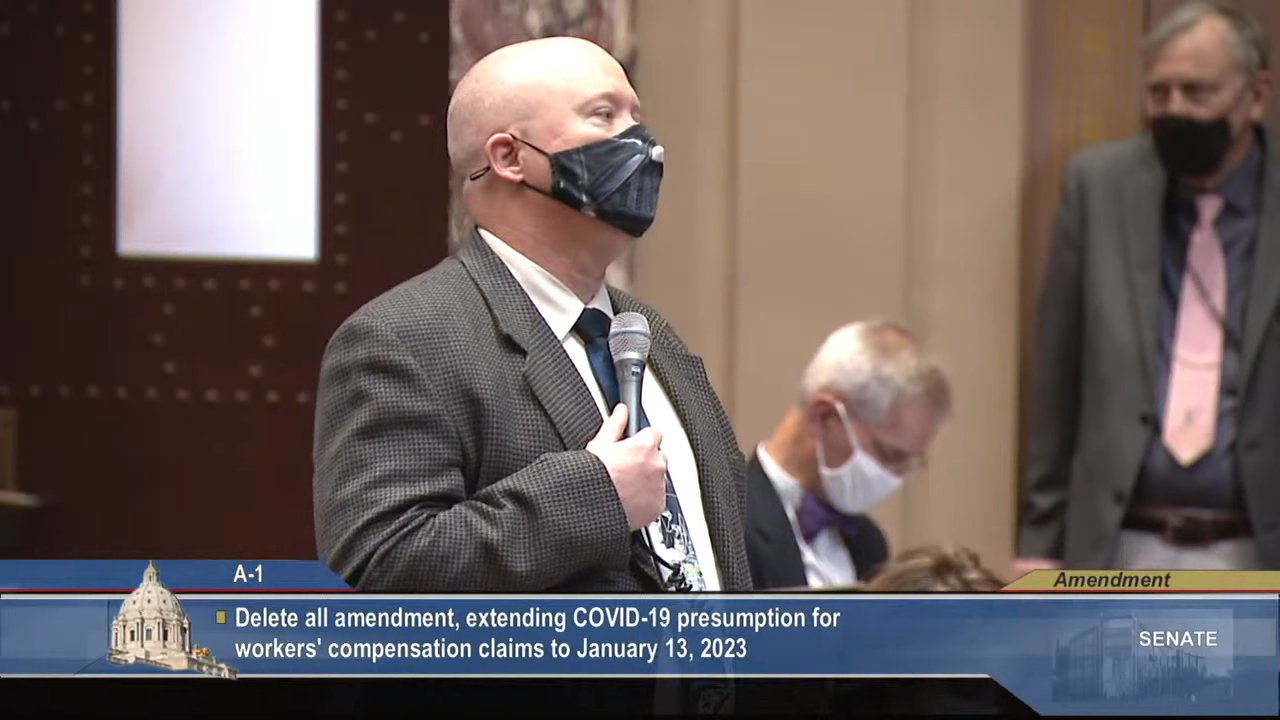 A-1
Amendment
Delete all amendment, extending COVID-19 presumption for
workers' compensation claims to January 13, 2023
SENATE